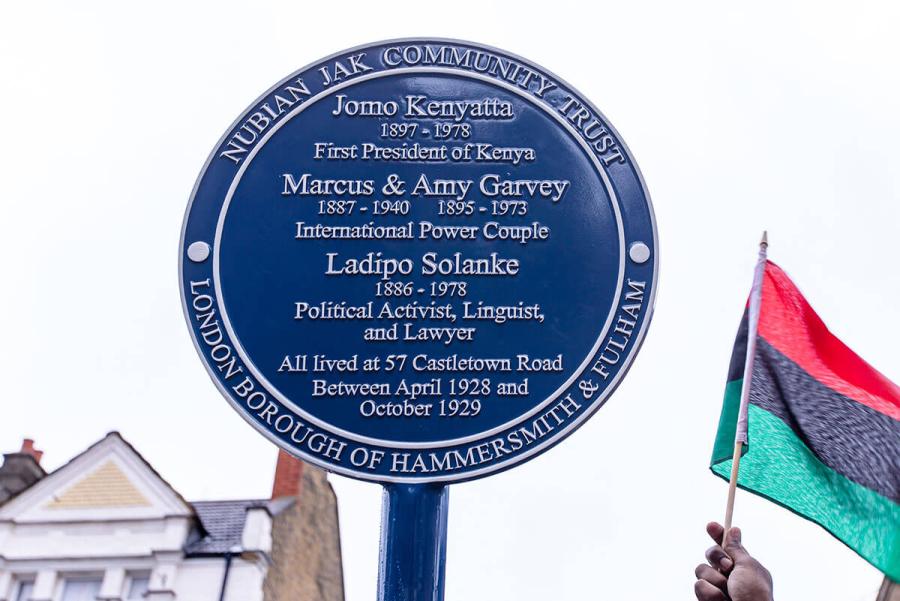 NUBIAN JAK COMMUNITY TRUST
Jomo Kenyatta
1897 - 1978
First President of Kenya
Marcus & Amy Garvey
1887 - 1940 1895 - 1973
International Power Couple
Ladipo Solanke
1886 - 1978
Political Activist, Linguist,
and Lawyer
All lived at 57 Castletown Road
Between April 1928 and
October 1929
LONDON BOROUGH OF HAMMERSMITH & FULHAM